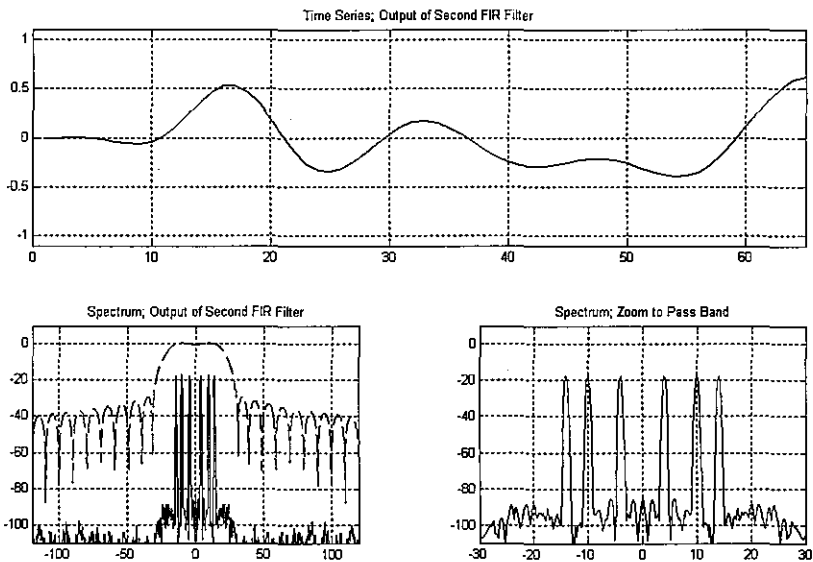 Time Series; Output of Second FIR Filter
1
0.5
0
-0.5
-1
0 10 20 30 40 50 60
Spectrum; Output of Second FIR Filter
0
-20
-40
-60
-80
-100
-100 -50 0 50 100
Spectrum; Zoom to Pass Band
0
-20
-40
-60
-80
-100
-30 -20 -10 0 10 20 30